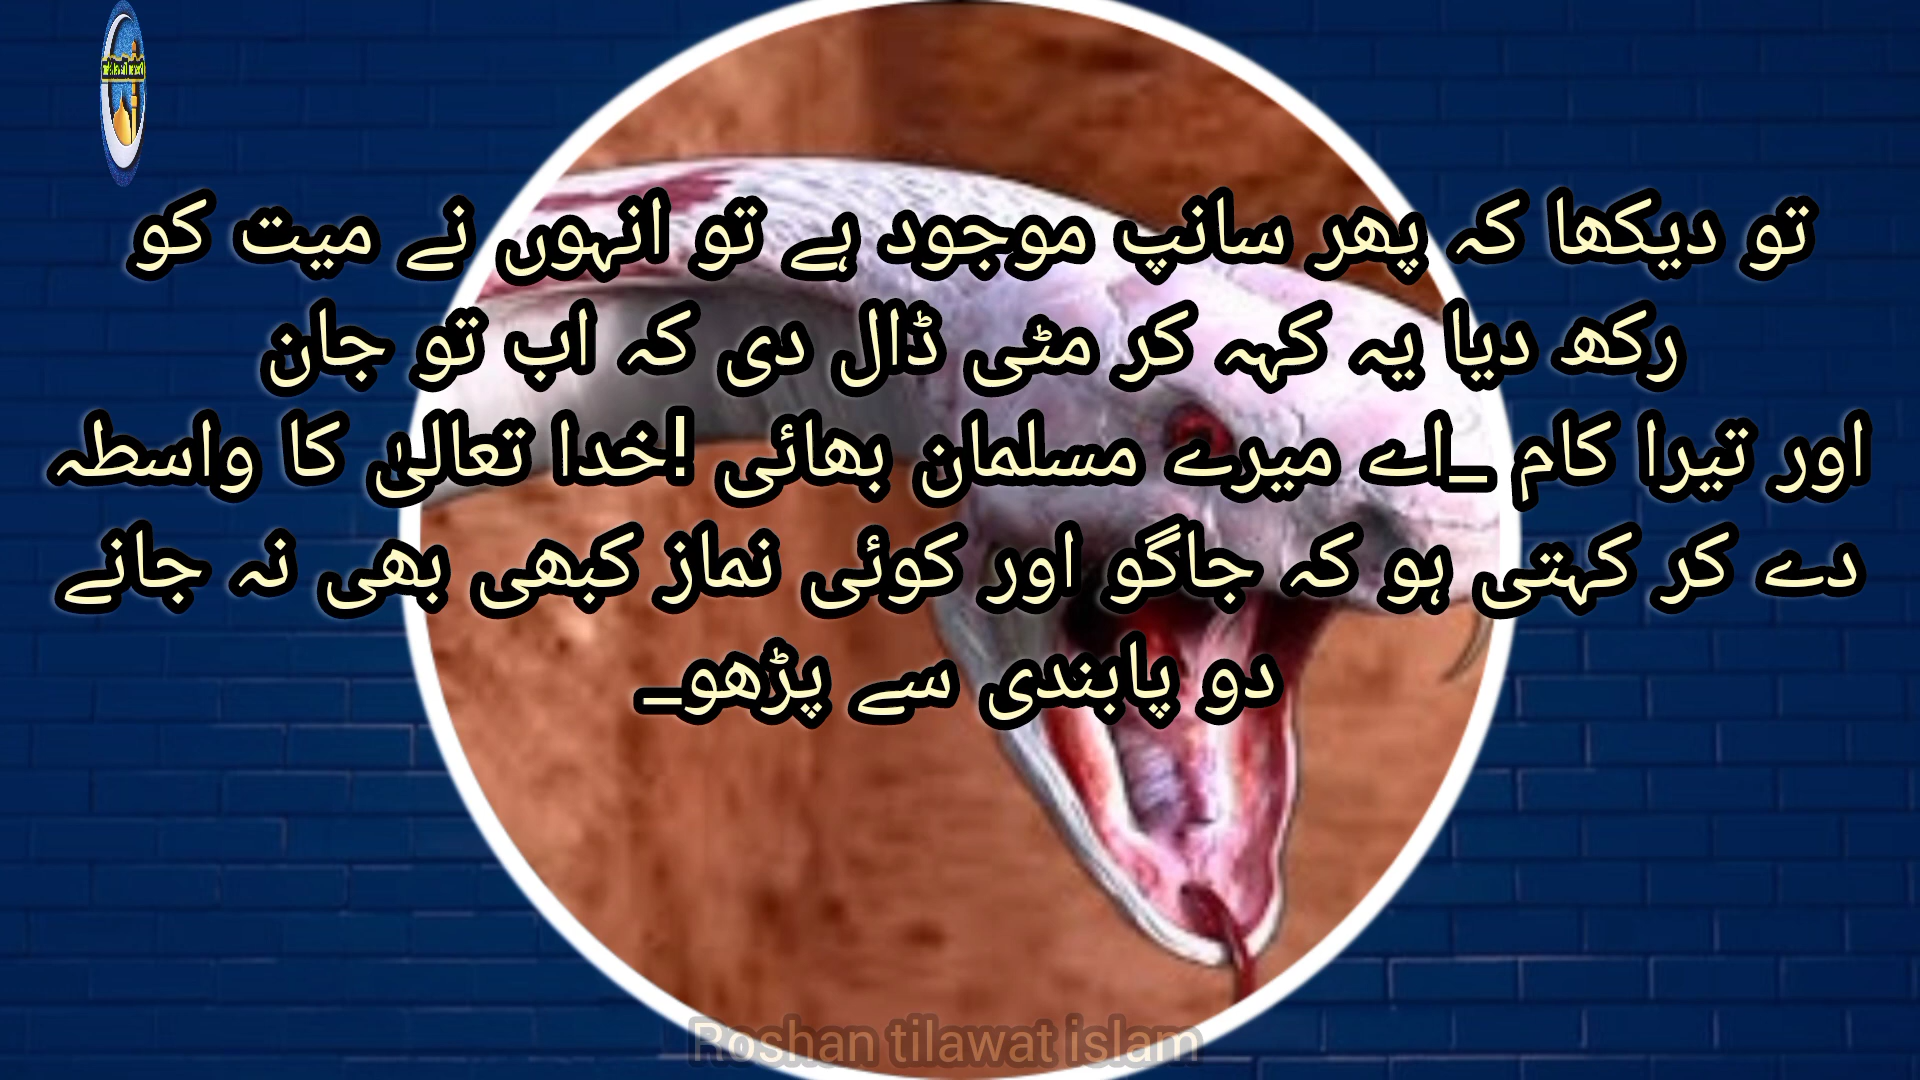 تو دیکھا کہ پھر سانپ موجود ہے تو انہوں نے میت کو
رکھ دیا یہ کہہ کر مٹی ڈال دی کہ اب تو جان
اور تیرا کام _اے میرے مسلمان بھائی !خدا تعالیٰ کا واسطہ
دے کر کہتی ہو کہ جاگو اور کوئی نماز کبھی بھی نہ جانے
دو پابندی سے پڑھو_
Roshan tilawat islam